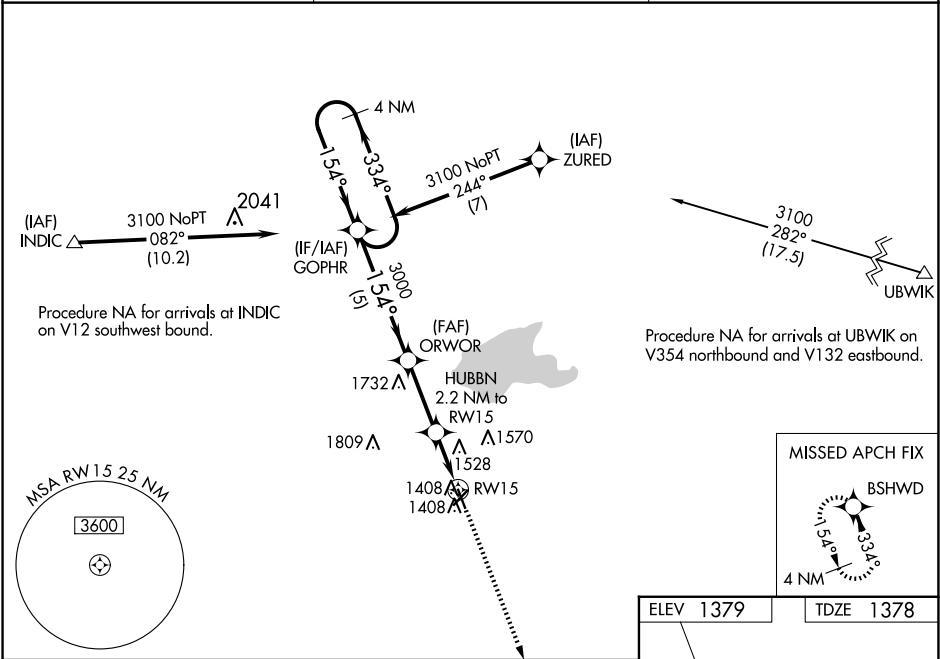 4 NM
154°
334°
(IAF)
ZURED
3100 NoPT
244°
(7)
2041
(IAF)
INDIC
3100 NoPT
082°
(10.2)
(IF/IAF)
GOPHR
3100
282°
(17.5)
UBWIK
3000
154°
(5)
Procedure NA for arrivals at INDIC
on V12 southwest bound.
Procedure NA for arrivals at UBWIK on
V354 northbound and V132 eastbound.
(FAF)
ORWOR
1732
HUBBN
2.2 NM to
RW15
1809
1570
1528
1408
RW15
1408
MSA RW15 25 NM
3600
MISSED APCH FIX
BSHWD
154°
334°
4 NM
ELEV 1379
TDZE 1378